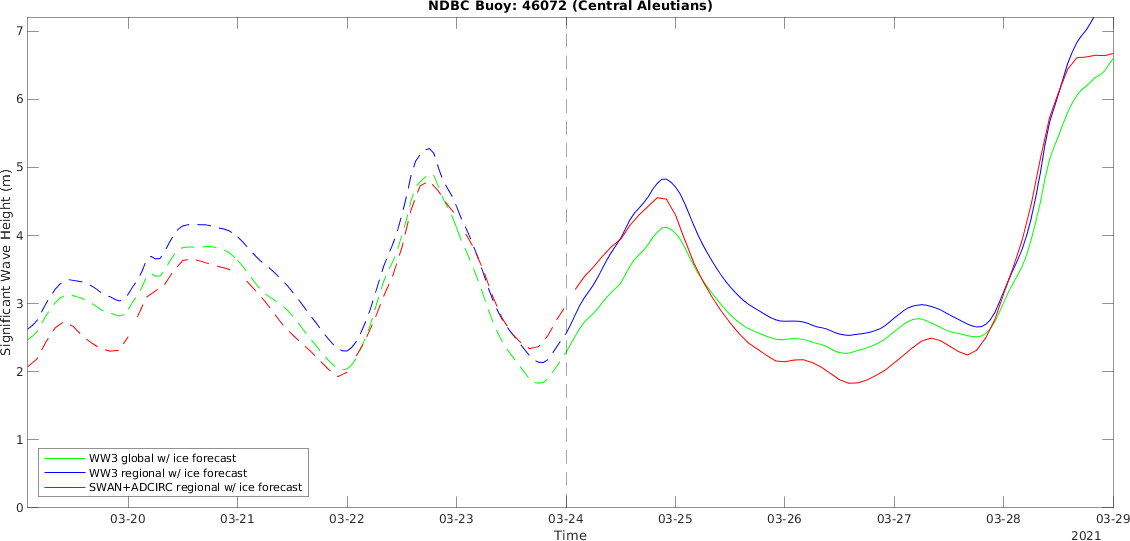 NDBC Buoy: 46072 (Central Aleutians)
7
6
5
4
3
2
1
0
Significant Wave Height (m)
WW3 global w/ ice forecast
WW3 regional w/ ice forecast
SWAN+ADCIRC regional w/ ice forecast
03-20 03-21 03-22 03-23 03-24 03-25 03-26 03-27 03-28 03-29
Time
2021